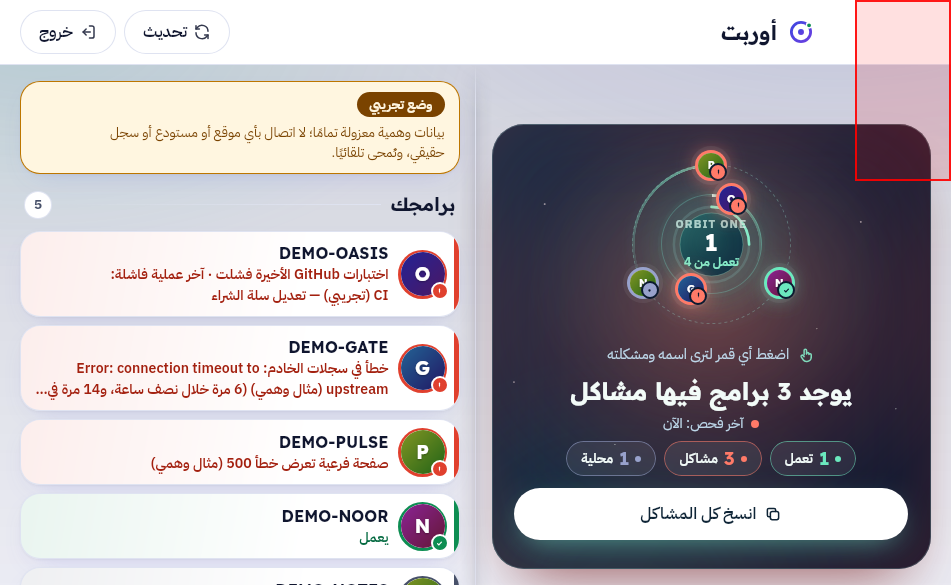 أوربت
تحديث
خروج
ORBIT ONE
1
تعمل من 4
اضغط أي قمر لترى اسمه ومشكلته
يوجد 3 برامج فيها مشاكل
آخر فحص: الآن
1 تعمل
3 مشاكل
1 محلية
انسخ كل المشاكل
وضع تجريبي
بيانات وهمية معزولة تمامًا؛ لا اتصال بأي موقع أو مستودع أو سجل
حقيقي، وتُمحى تلقائيًا.
برامجك
5
O
DEMO-OASIS
اختبارات GitHub الأخيرة فشلت · آخر عملية فاشلة:
CI (تجريبي) — تعديل سلة الشراء
G
DEMO-GATE
خطأ في سجلات الخادم: Error: connection timeout to
upstream (مثال وهمي) (6 مرة خلال نصف ساعة، و14 مرة في...
P
DEMO-PULSE
صفحة فرعية تعرض خطأ 500 (مثال وهمي)
N
DEMO-NOOR
يعمل